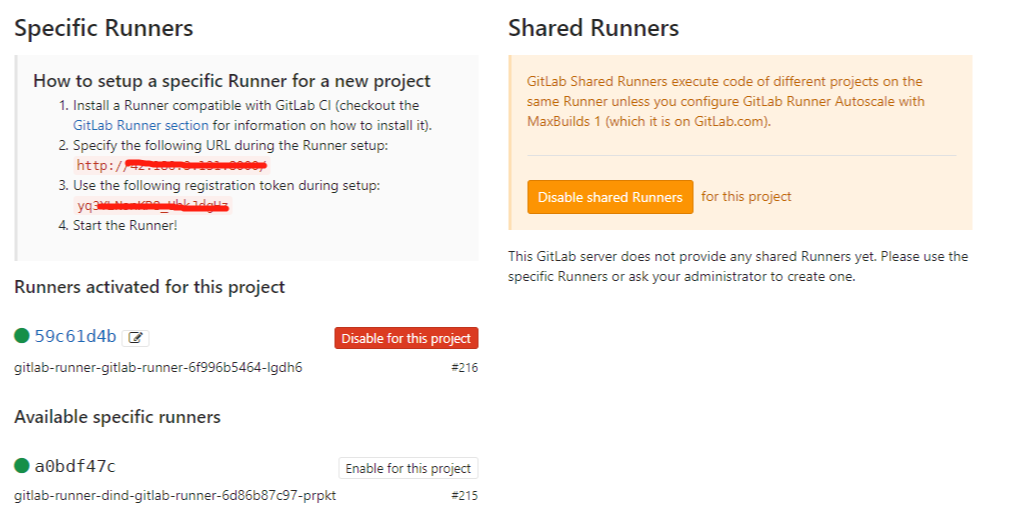 Specific Runners
How to setup a specific Runner for a new project
1. Install a Runner compatible with GitLab CI (checkout the
GitLab Runner section for information on how to install it).
2. Specify the following URL during the Runner setup:
http://
3. Use the following registration token during setup:
yq3
4. Start the Runner!
Runners activated for this project
59c61d4b
Disable for this project
gitlab-runner-gitlab-runner-6f996b5464-lgdh6
#216
Available specific runners
a0bdf47c
Enable for this project
gitlab-runner-dind-gitlab-runner-6d86b87c97-prpkt
#215
Shared Runners
GitLab Shared Runners execute code of different projects on the
same Runner unless you configure GitLab Runner Autoscale with
MaxBuilds 1 (which it is on GitLab.com).
Disable shared Runners for this project
This GitLab server does not provide any shared Runners yet. Please use the
specific Runners or ask your administrator to create one.